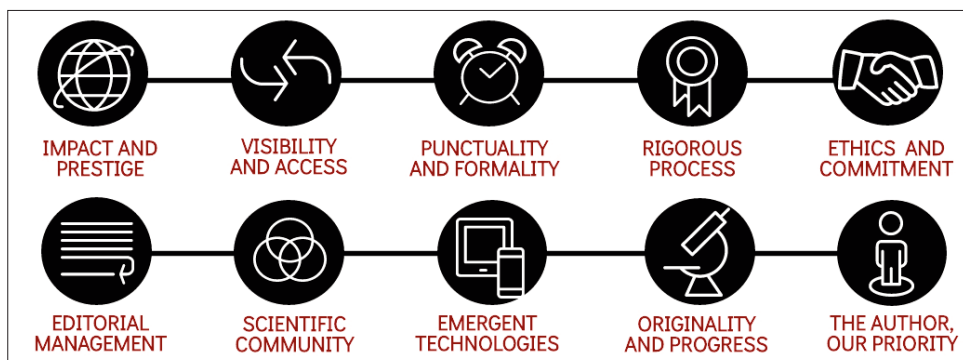 IMPACT AND
PRESTIGE
VISIBILITY
AND ACCESS
PUNCTUALITY
AND FORMALITY
RIGOROUS
PROCESS
ETHICS AND
COMMITMENT
EDITORIAL
MANAGEMENT
SCIENTIFIC
COMMUNITY
EMERGENT
TECHNOLOGIES
ORIGINALITY
AND PROGRESS
THE AUTHOR,
OUR PRIORITY